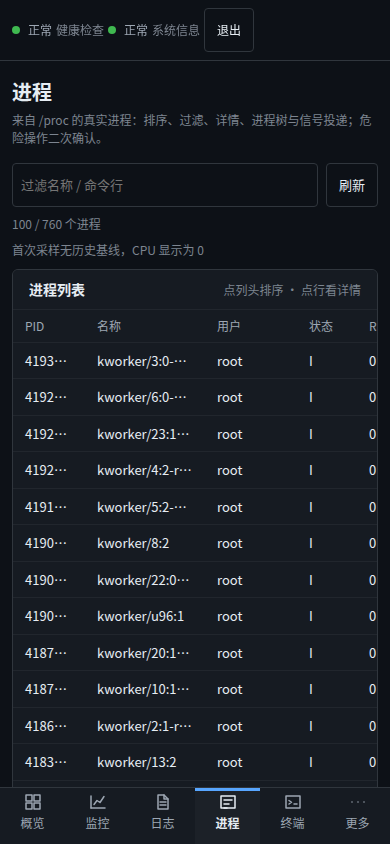 正常 健康检查 正常 系统信息 退出
进程
来自 /proc 的真实进程：排序、过滤、详情、进程树与信号投递；危
险操作二次确认。
过滤名称 / 命令行 刷新
100 / 760 个进程
首次采样无历史基线，CPU 显示为 0
进程列表 点列头排序 · 点行看详情
PID 名称 用户 状态 R
4193… kworker/3:0-… root I 0
4192… kworker/6:0-… root I 0
4192… kworker/23:1… root I 0
4192… kworker/4:2-r… root I 0
4191… kworker/5:2-… root I 0
4190… kworker/8:2 root I 0
4190… kworker/22:0… root I 0
4190… kworker/u96:1 root I 0
4187… kworker/20:1… root I 0
4187… kworker/10:1… root I 0
4186… kworker/2:1-r… root I 0
4183… kworker/13:2 root I 0
概览 监控 日志 进程 终端 更多